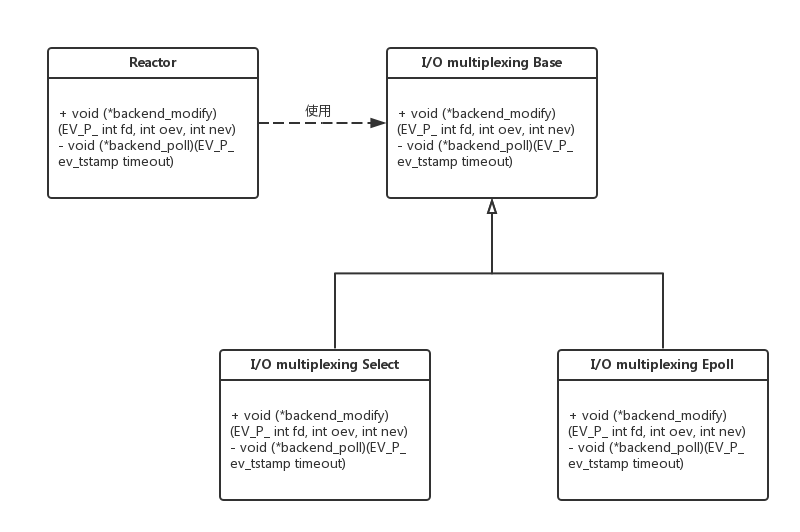 Reactor
+ void (*backend_modify)
(EV_P_ int fd, int oev, int nev)
- void (*backend_poll)(EV_P_
ev_tstamp timeout)
使用
I/O multiplexing Base
+ void (*backend_modify)
(EV_P_ int fd, int oev, int nev)
- void (*backend_poll)(EV_P_
ev_tstamp timeout)
I/O multiplexing Select
+ void (*backend_modify)
(EV_P_ int fd, int oev, int nev)
- void (*backend_poll)(EV_P_
ev_tstamp timeout)
I/O multiplexing Epoll
+ void (*backend_modify)
(EV_P_ int fd, int oev, int nev)
- void (*backend_poll)(EV_P_
ev_tstamp timeout)